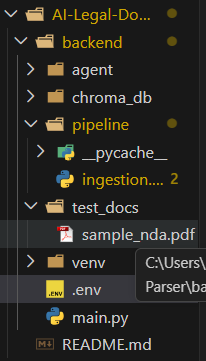 AI-Legal-Do...
backend
agent
chroma_db
pipeline
__pycache__
ingestion.... 2
test_docs
sample_nda.pdf
C:\Users\
venv
Parser\ba
.ENV .env
main.py
README.md